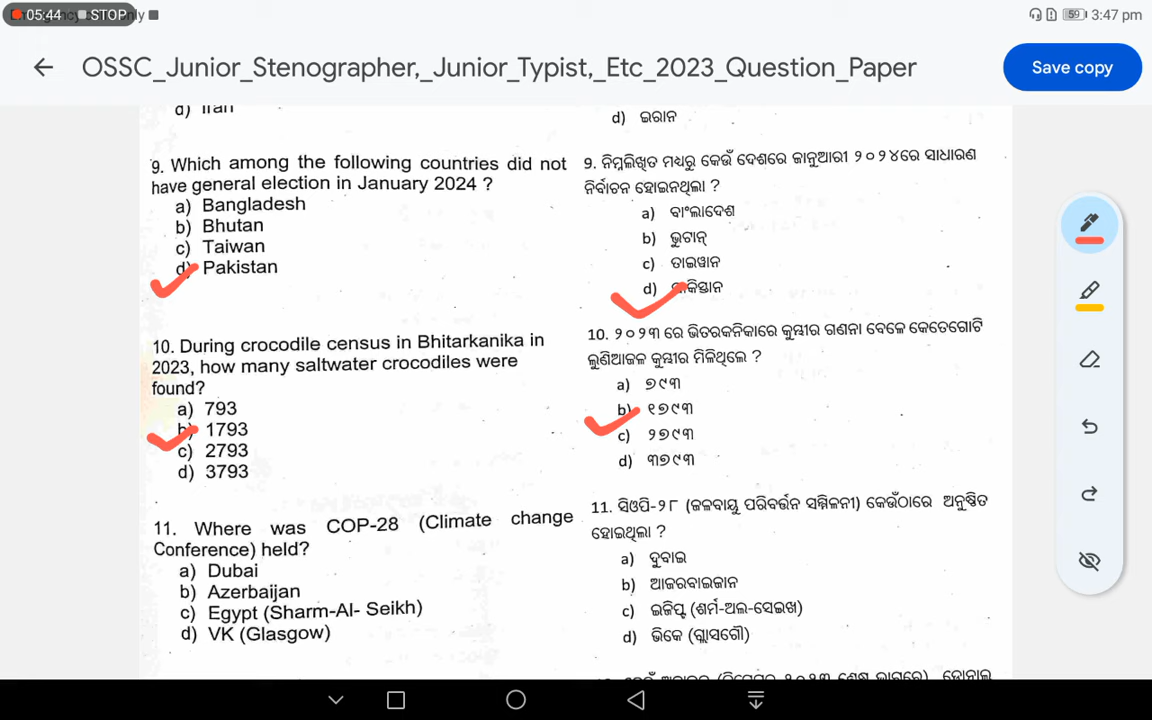 05:44 STOP
3:47 pm
59
OSSC_Junior_Stenographer,_Junior_Typist,_Etc_2023_Question_Paper
Save copy
d) Iran
9. Which among the following countries did not
have general election in January 2024 ?
a) Bangladesh
b) Bhutan
c) Taiwan
d) Pakistan
10. During crocodile census in Bhitarkanika in
2023, how many saltwater crocodiles were
found?
a) 793
b) 1793
c) 2793
d) 3793
11. Where was COP-28 (Climate change
Conference) held?
a) Dubai
b) Azerbaijan
c) Egypt (Sharm-Al- Seikh)
d) VK (Glasgow)
d) ଇରାନ
9. ନିମ୍ନଲିଖିତ ମଧ୍ୟରୁ କେଉଁ ଦେଶରେ ଜାନୁଆରୀ ୨୦୨୪ରେ ସାଧାରଣ
ନିର୍ବାଚନ ହୋଇନଥିଲା ?
a) ବାଂଲାଦେଶ
b) ଭୁଟାନ୍
c) ତାଇୱାନ
d) ପାକିସ୍ତାନ
10. ୨୦୨୩ ରେ ଭିତରକନିକାରେ କୁମ୍ଭୀର ଗଣନା ବେଳେ କେତେଗୋଟି
ଲୁଣିଆଜଳ କୁମ୍ଭୀର ମିଳିଥିଲେ ?
a) ୭୯୩
b) ୧୭୯୩
c) ୨୭୯୩
d) ୩୭୯୩
11. ସିଓପି-୨୮ (ଜଳବାୟୁ ପରିବର୍ତ୍ତନ ସମ୍ମିଳନୀ) କେଉଁଠାରେ ଅନୁଷ୍ଠିତ
ହୋଇଥିଲା ?
a) ଦୁବାଇ
b) ଆଜରବାଇଜାନ
c) ଇଜିପ୍ଟ (ଶର୍ମ-ଅଲ-ସେଇଖ)
d) ଭିକେ (ଗ୍ଲାସଗୌ)